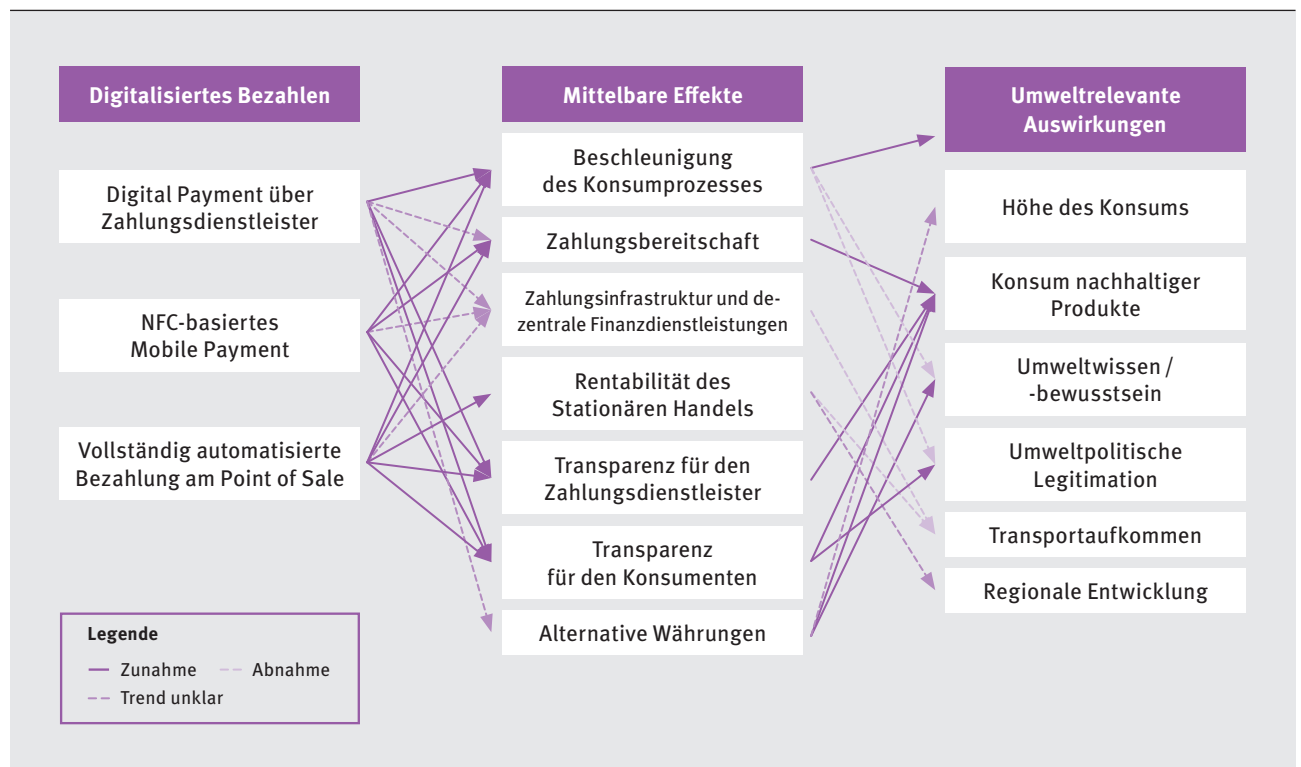 Digitalisiertes Bezahlen
Digital Payment über
Zahlungsdienstleister
NFC-basiertes
Mobile Payment
Vollständig automatisierte
Bezahlung am Point of Sale
Mittelbare Effekte
Beschleunigung
des Konsumprozesses
Zahlungsbereitschaft
Zahlungsinfrastruktur und de-
zentrale Finanzdienstleistungen
Rentabilität des
Stationären Handels
Transparenz für den
Zahlungsdienstleister
Transparenz
für den Konsumenten
Alternative Währungen
Umweltrelevante
Auswirkungen
Höhe des Konsums
Konsum nachhaltiger
Produkte
Umweltwissen /
-bewusstsein
Umweltpolitische
Legitimation
Transportaufkommen
Regionale Entwicklung
Legende
Zunahme Abnahme
Trend unklar